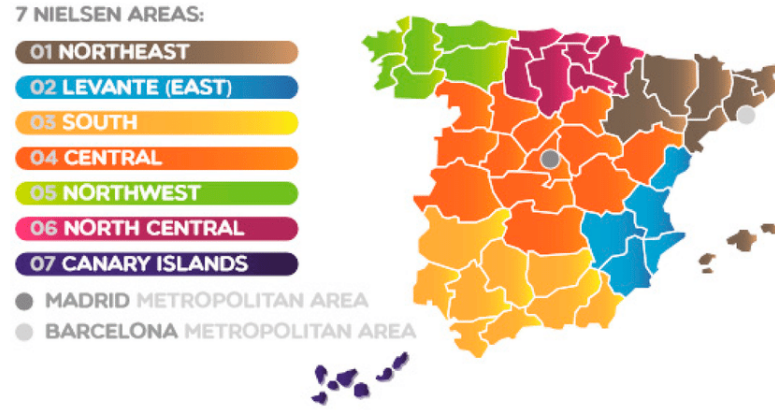 7 NIELSEN AREAS:
01 NORTHEAST
02 LEVANTE (EAST)
03 SOUTH
04 CENTRAL
05 NORTHWEST
06 NORTH CENTRAL
07 CANARY ISLANDS
MADRID METROPOLITAN AREA
BARCELONA METROPOLITAN AREA